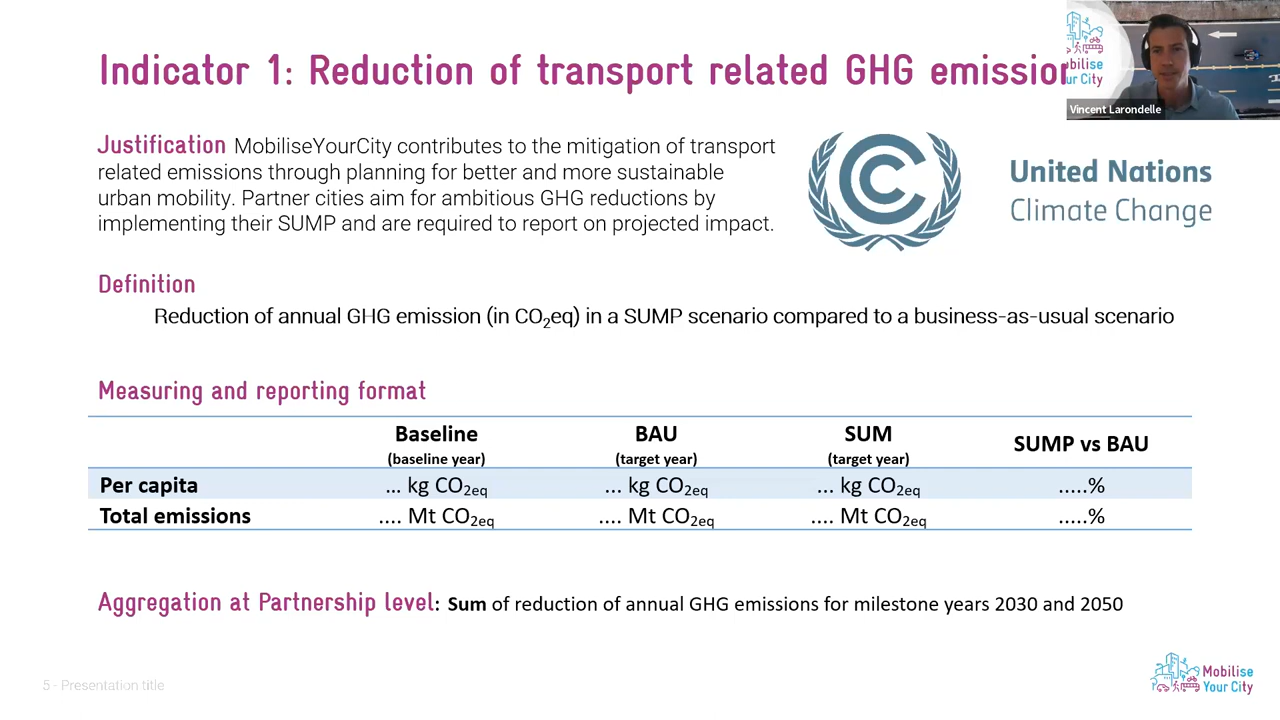 Indicator 1: Reduction of transport related GHG emission
Mobilise
Your City
Vincent Larondelle
Justification MobiliseYourCity contributes to the mitigation of transport
related emissions through planning for better and more sustainable
urban mobility. Partner cities aim for ambitious GHG reductions by
implementing their SUMP and are required to report on projected impact.
United Nations
Climate Change
Definition
Reduction of annual GHG emission (in CO2eq) in a SUMP scenario compared to a business-as-usual scenario
Measuring and reporting format
Baseline BAU SUM SUMP vs BAU
(baseline year) (target year) (target year)
Per capita ... kg CO2eq ... kg CO2eq ... kg CO2eq .....%
Total emissions .... Mt CO2eq .... Mt CO2eq .... Mt CO2eq .....%
Aggregation at Partnership level: Sum of reduction of annual GHG emissions for milestone years 2030 and 2050
5 - Presentation title
Mobilise
Your City